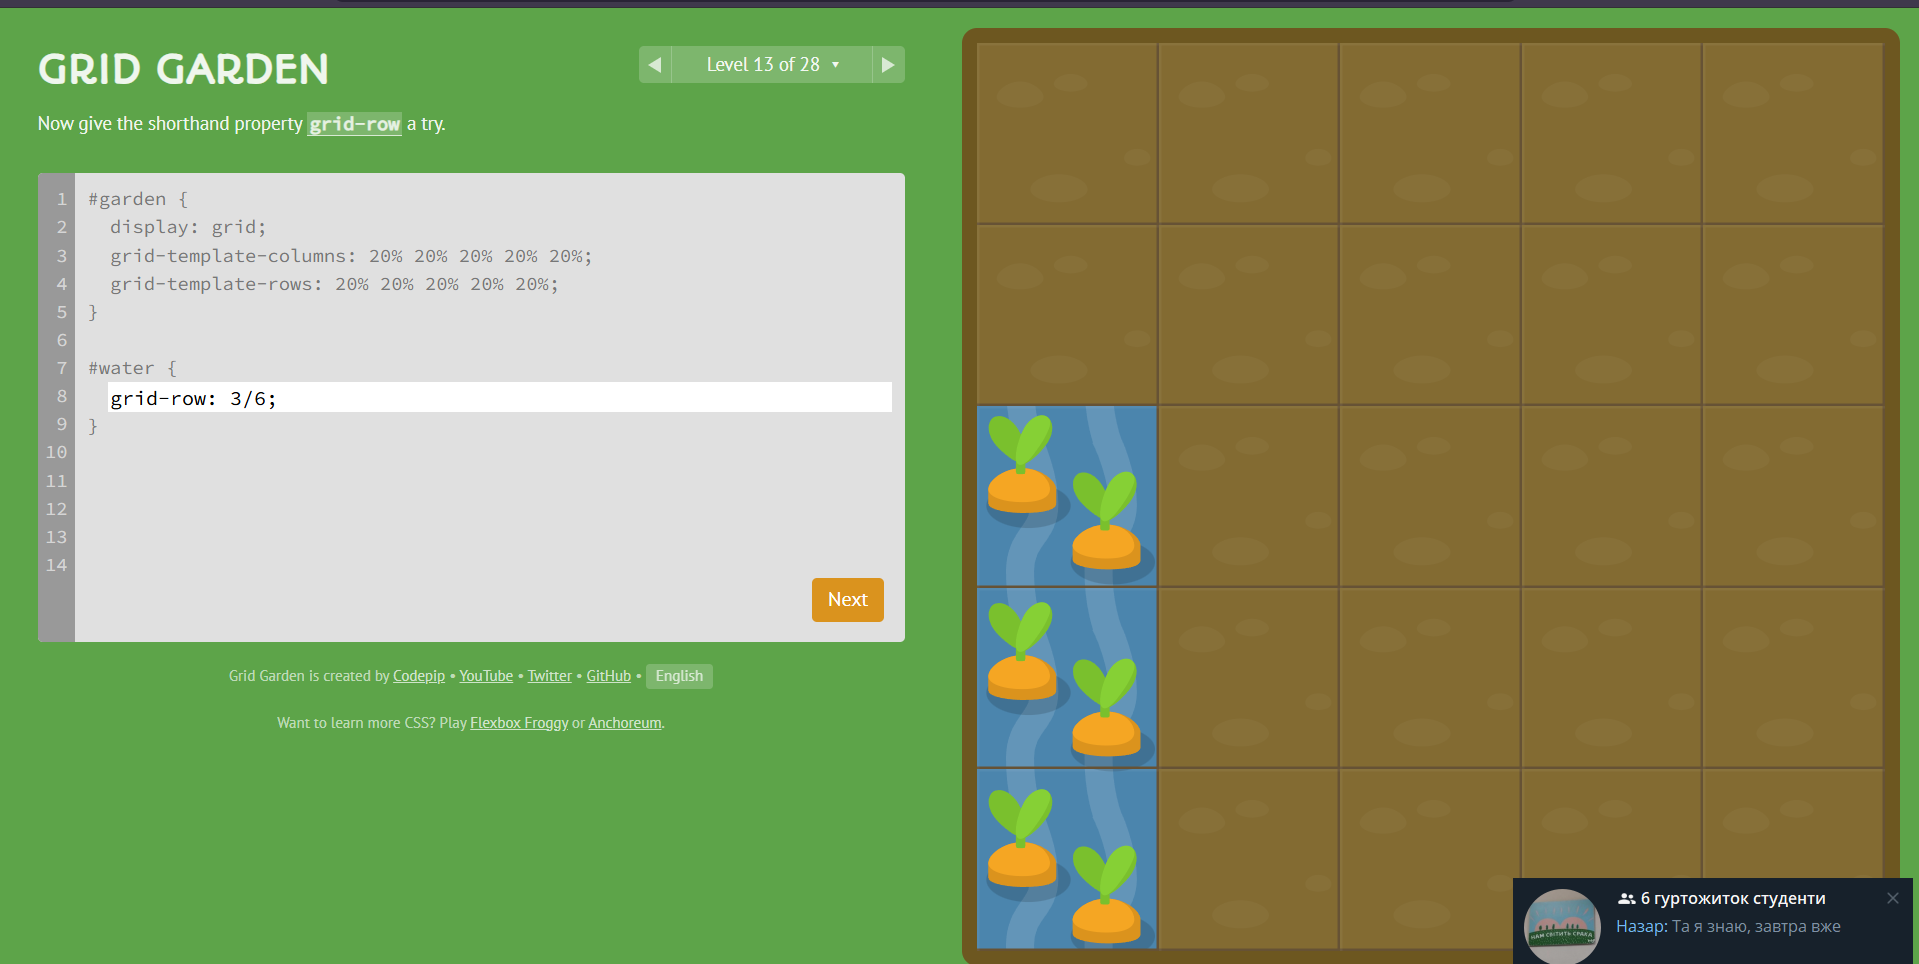 GRID GARDEN
◀ Level 13 of 28 ▼ ▶
Now give the shorthand property grid-row a try.
1 #garden {
2 display: grid;
3 grid-template-columns: 20% 20% 20% 20% 20%;
4 grid-template-rows: 20% 20% 20% 20% 20%;
5 }
6
7 #water {
8 grid-row: 3/6;
9 }
10
11
12
13
14
Next
Grid Garden is created by Codepip • YouTube • Twitter • GitHub • English
Want to learn more CSS? Play Flexbox Froggy or Anchoreum.
6 гуртожиток студенти
Назар: Та я знаю, завтра вже
НАМ СВІТИТЬ СРАКА